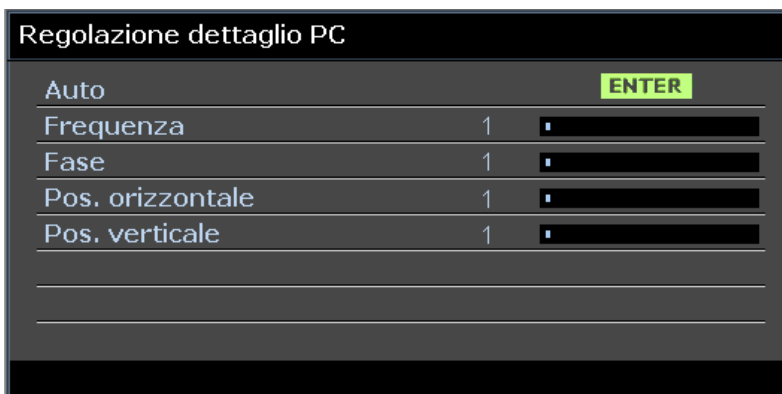 Regolazione dettaglio PC
Auto ENTER
Frequenza 1
Fase 1
Pos. orizzontale 1
Pos. verticale 1